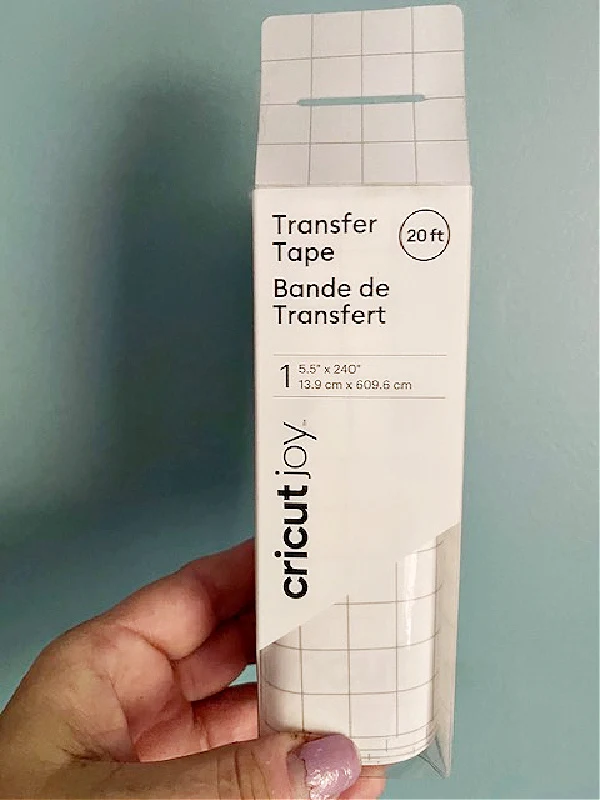 Transfer
Tape
20 ft
Bande de
Transfert
1
5.5" x 240"
13.9 cm x 609.6 cm
cricut joy